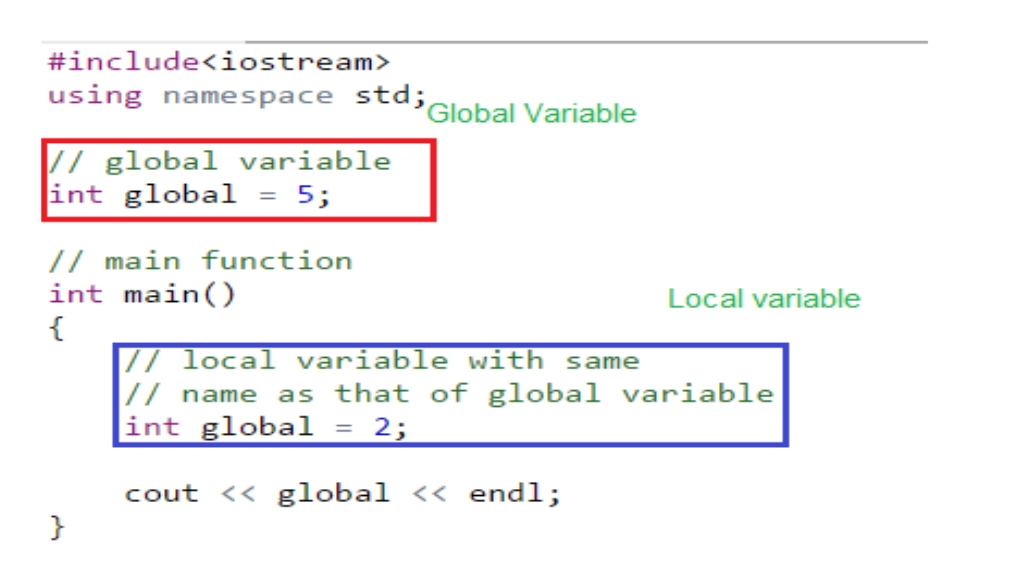 #include<iostream>
using namespace std;
Global Variable
// global variable
int global = 5;
// main function
int main()
Local variable
{
// local variable with same
// name as that of global variable
int global = 2;
cout << global << endl;
}